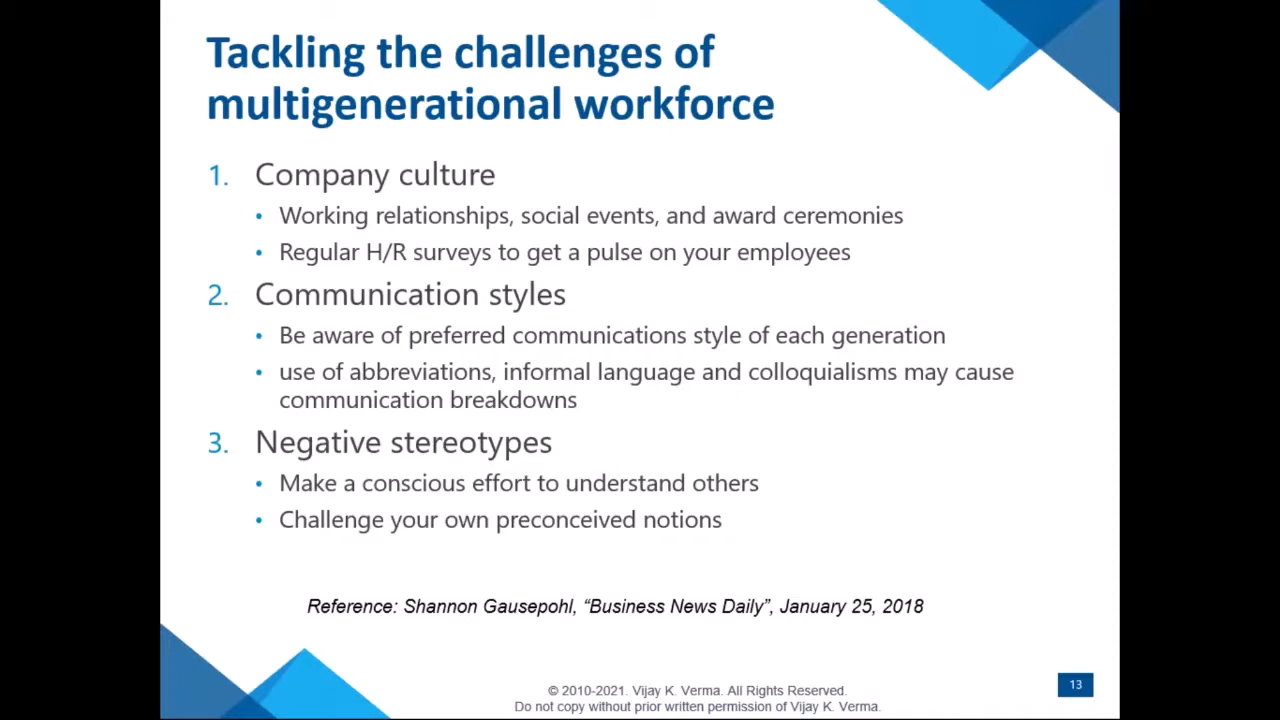 Tackling the challenges of
multigenerational workforce
1. Company culture
• Working relationships, social events, and award ceremonies
• Regular H/R surveys to get a pulse on your employees
2. Communication styles
• Be aware of preferred communications style of each generation
• use of abbreviations, informal language and colloquialisms may cause
communication breakdowns
3. Negative stereotypes
• Make a conscious effort to understand others
• Challenge your own preconceived notions
Reference: Shannon Gausepohl, “Business News Daily”, January 25, 2018
© 2010-2021. Vijay K. Verma. All Rights Reserved.
Do not copy without prior written permission of Vijay K. Verma.
13